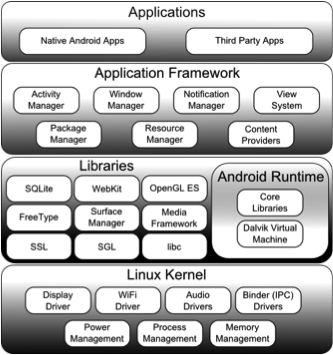 Applications
Native Android Apps
Third Party Apps
Application Framework
Activity
Manager
Window
Manager
Notification
Manager
View
System
Package
Manager
Resource
Manager
Content
Providers
Libraries
SQLite
WebKit
OpenGL ES
FreeType
Surface
Manager
Media
Framework
SSL
SGL
libc
Android Runtime
Core
Libraries
Dalvik Virtual
Machine
Linux Kernel
Display
Driver
WiFi
Driver
Audio
Drivers
Binder (IPC)
Drivers
Power
Management
Process
Management
Memory
Management